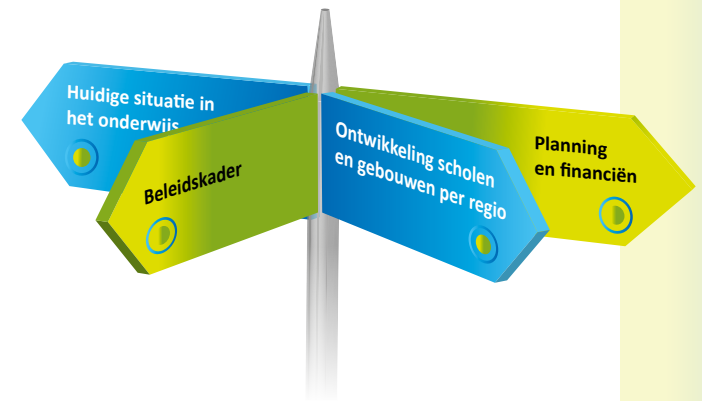 Huidige situatie in
het onderwijs
Beleidskader
Ontwikkeling scholen
en gebouwen per regio
Planning
en financiën